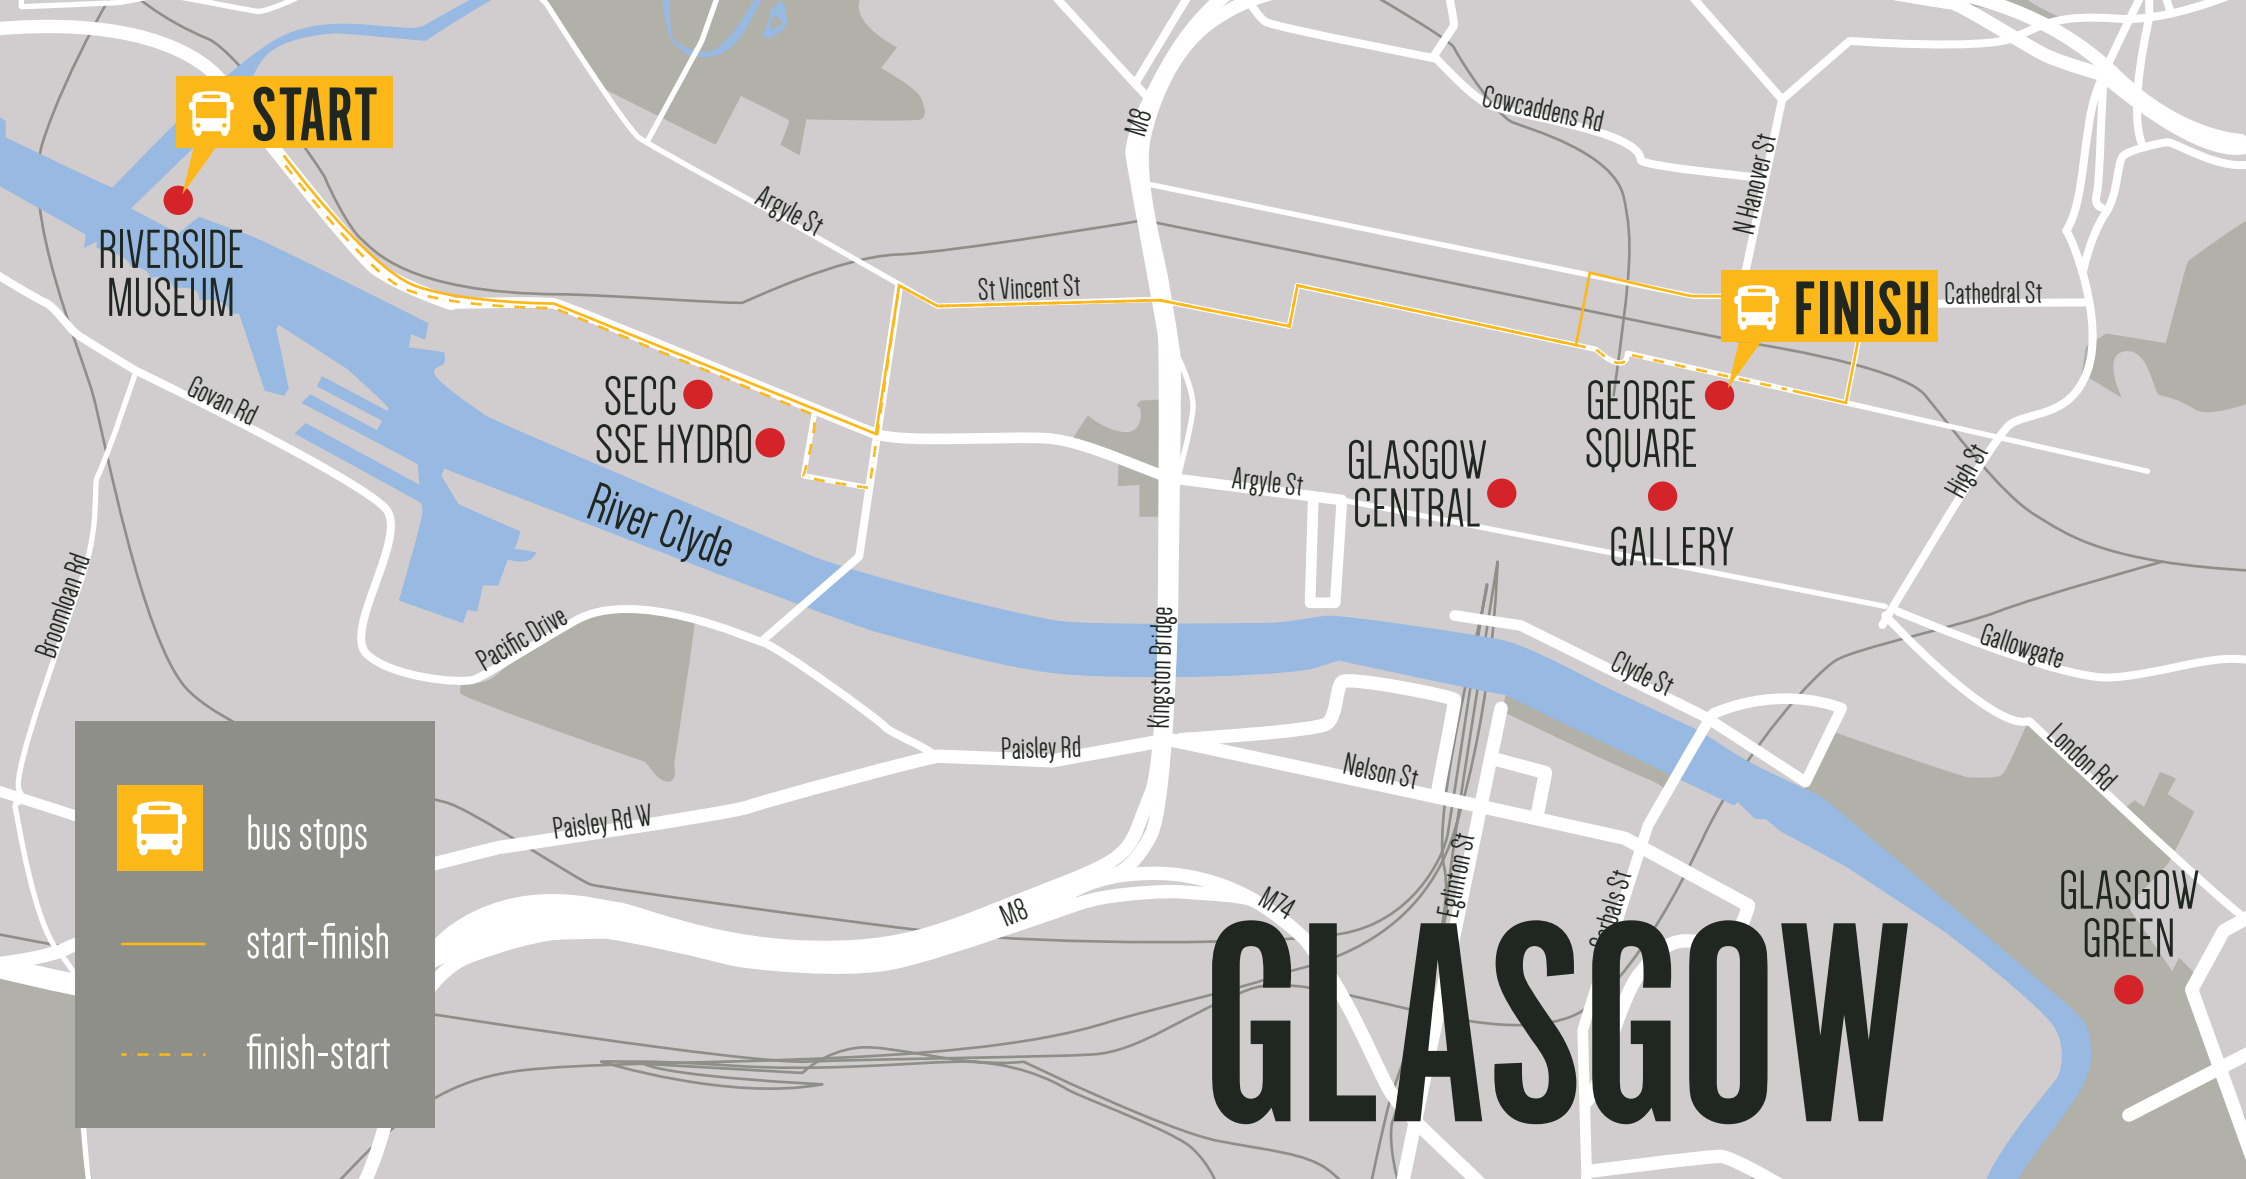 START
RIVERSIDE
MUSEUM
Argyle St
M8
Cowcaddens Rd
N Hanover St
St Vincent St
FINISH
Cathedral St
GEORGE
SQUARE
SECC
SSE HYDRO
Govan Rd
River Clyde
Broomloan Rd
Pacific Drive
Argyle St
GLASGOW
CENTRAL
GALLERY
High St
Kingston Bridge
Clyde St
Gallowgate
London Rd
Paisley Rd
Nelson St
Paisley Rd W
Eglinton St
Gorbals St
M8
M74
GLASGOW
GREEN
bus stops
start-finish
finish-start
GLASGOW